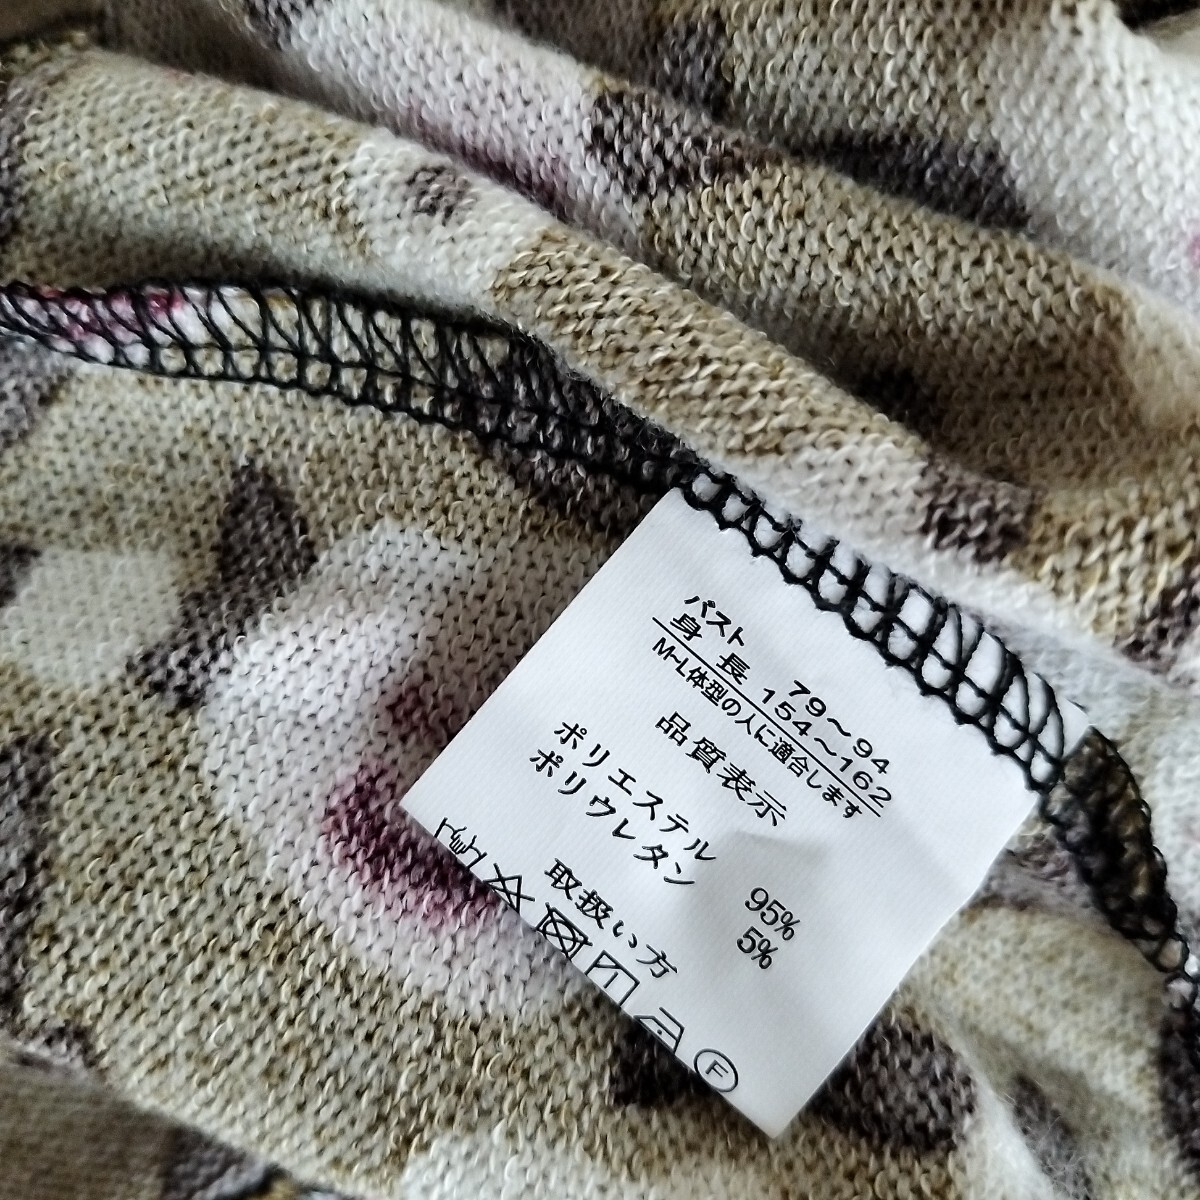 バスト 79～94
身長 154～162
M~L体型の人に適合します
品質表示
ポリエステル 95%
ポリウレタン 5%
取扱い方
F